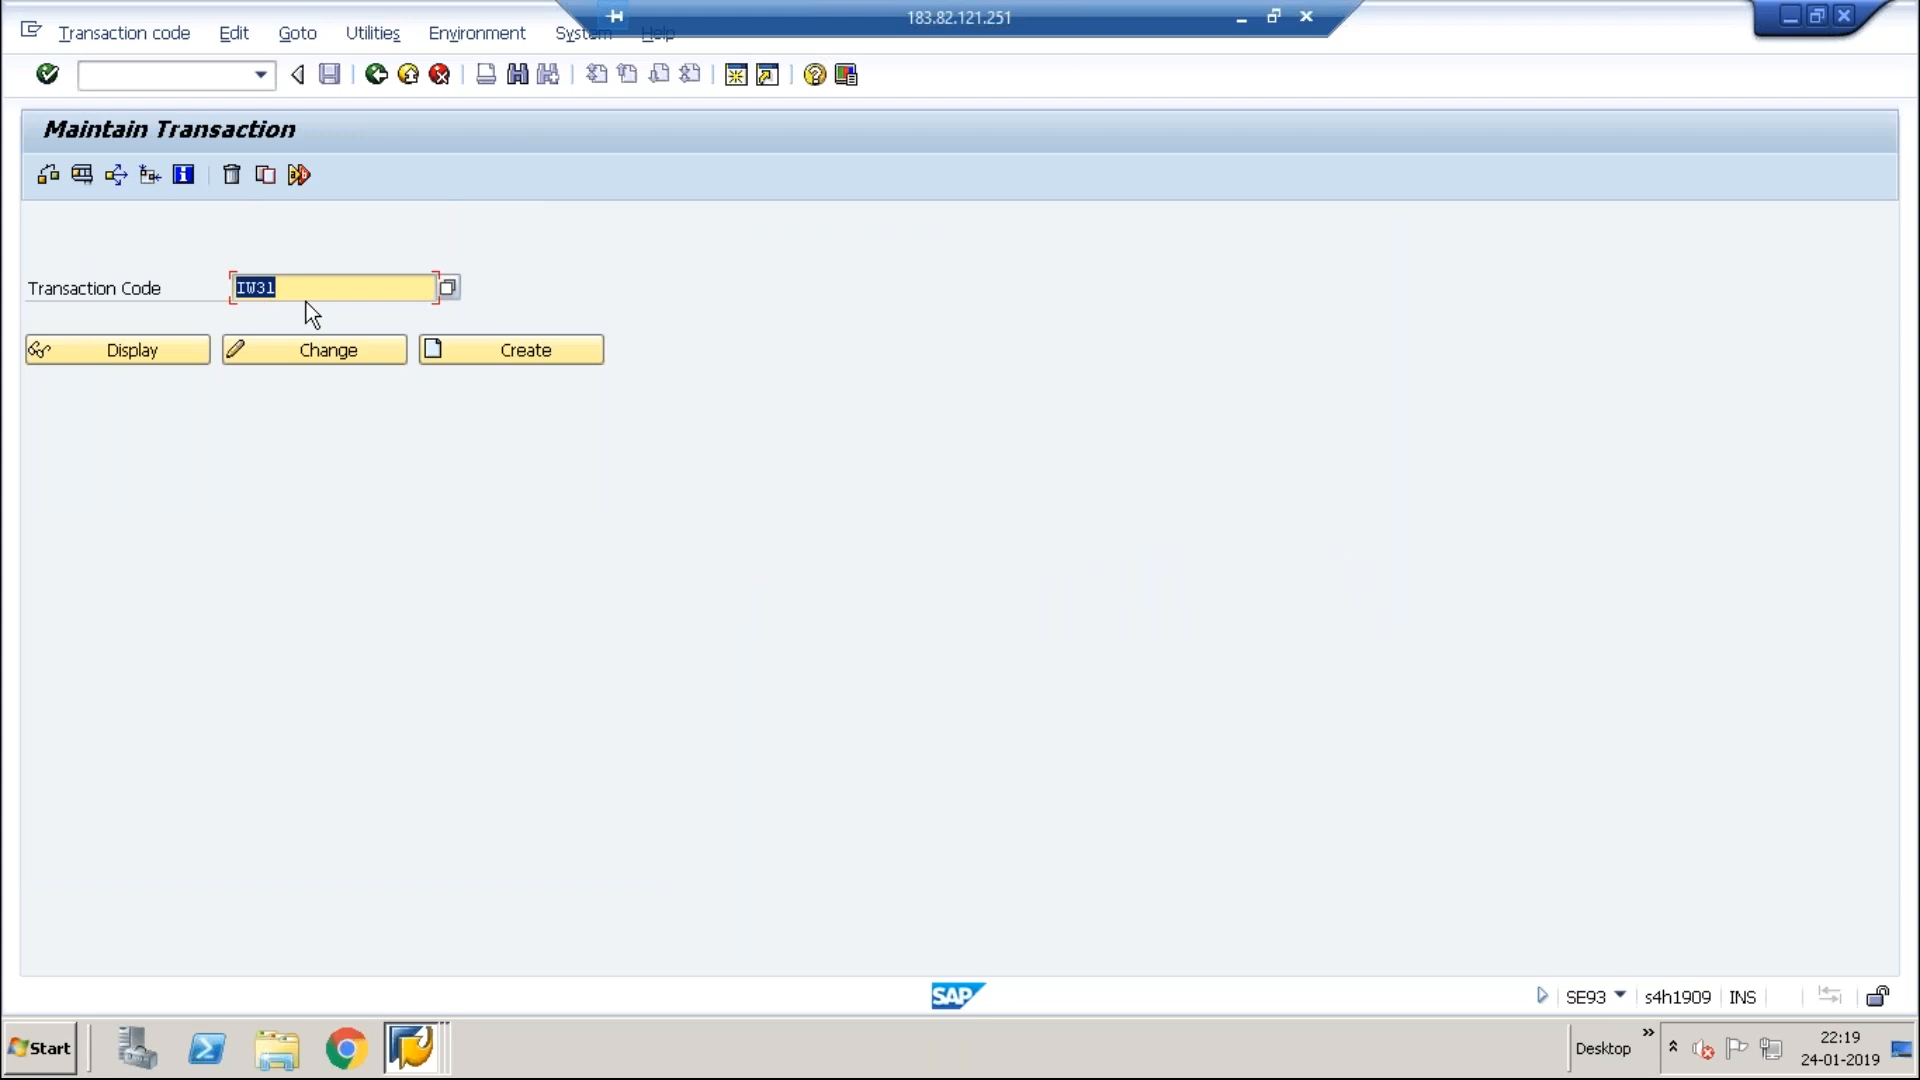 183.82.121.251
Transaction code Edit Goto Utilities Environment System Help
Maintain Transaction
Transaction Code IW31
Display Change Create
SAP
SE93 s4h1909 INS
Start Desktop 22:19
24-01-2019